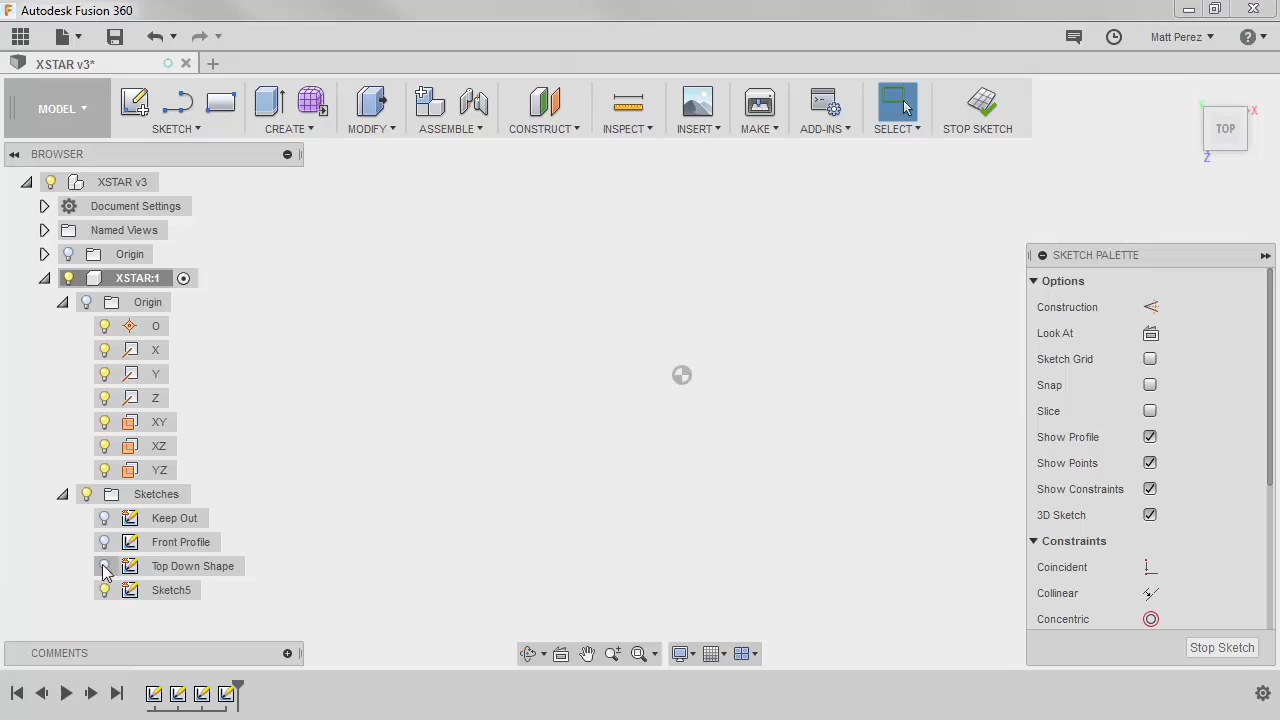 Autodesk Fusion 360
Matt Perez
XSTAR v3*
MODEL
SKETCH
CREATE
MODIFY
ASSEMBLE
CONSTRUCT
INSPECT
INSERT
MAKE
ADD-INS
SELECT
STOP SKETCH
TOP
X
Z
BROWSER
XSTAR v3
Document Settings
Named Views
Origin
XSTAR:1
Origin
O
X
Y
Z
XY
XZ
YZ
Sketches
Keep Out
Front Profile
Top Down Shape
Sketch5
SKETCH PALETTE
Options
Construction
Look At
Sketch Grid
Snap
Slice
Show Profile
Show Points
Show Constraints
3D Sketch
Constraints
Coincident
Collinear
Concentric
Stop Sketch
COMMENTS